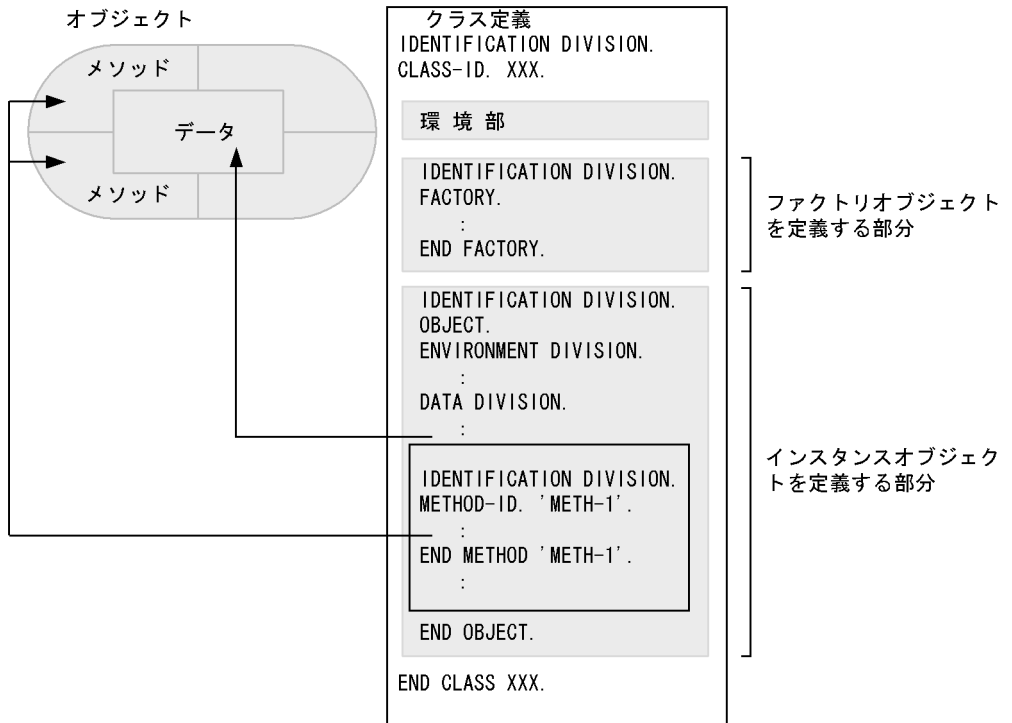 オブジェクト
メソッド
データ
メソッド
クラス定義
IDENTIFICATION DIVISION.
CLASS-ID. XXX.
環 境 部
IDENTIFICATION DIVISION.
FACTORY.
:
END FACTORY.
ファクトリオブジェクト
を定義する部分
IDENTIFICATION DIVISION.
OBJECT.
ENVIRONMENT DIVISION.
:
DATA DIVISION.
:
IDENTIFICATION DIVISION.
METHOD-ID. 'METH-1'.
:
END METHOD 'METH-1'.
:
END OBJECT.
インスタンスオブジェク
トを定義する部分
END CLASS XXX.